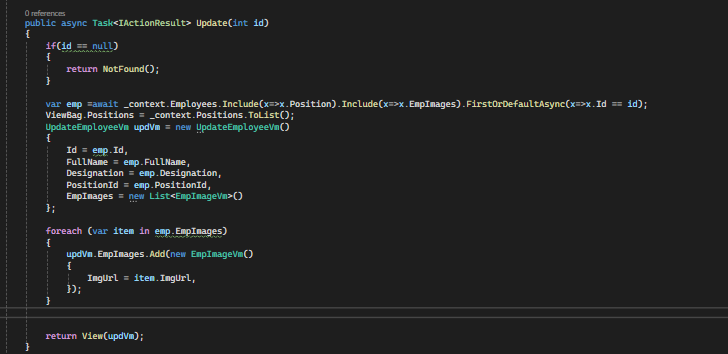 0 references
public async Task<IActionResult> Update(int id)
{
if(id == null)
{
return NotFound();
}
var emp =await _context.Employees.Include(x=>x.Position).Include(x=>x.EmpImages).FirstOrDefaultAsync(x=>x.Id == id);
ViewBag.Positions = _context.Positions.ToList();
UpdateEmployeeVm updVm = new UpdateEmployeeVm()
{
Id = emp.Id,
FullName = emp.FullName,
Designation = emp.Designation,
PositionId = emp.PositionId,
EmpImages = new List<EmpImageVm>()
};
foreach (var item in emp.EmpImages)
{
updVm.EmpImages.Add(new EmpImageVm()
{
ImgUrl = item.ImgUrl,
});
}
return View(updVm);
}